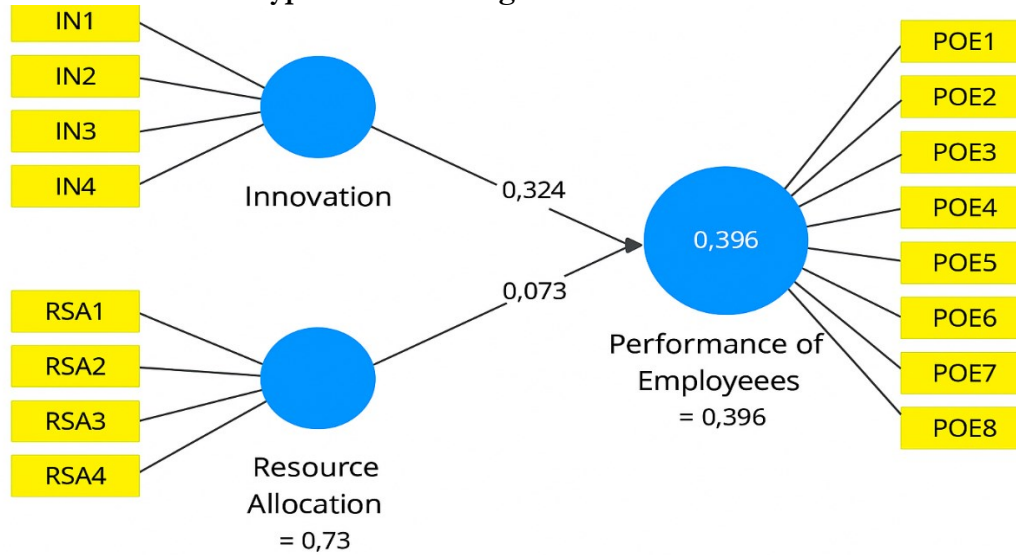 IN1
IN2
IN3
IN4
Innovation
0,324
RSA1
RSA2
RSA3
RSA4
Resource
Allocation
= 0,73
0,073
0,396
Performance of
Employeees
= 0,396
POE1
POE2
POE3
POE4
POE5
POE6
POE7
POE8